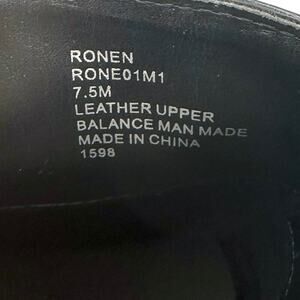 RONEN
RONE01M1
7.5M
LEATHER UPPER
BALANCE MAN MADE
MADE IN CHINA
1598